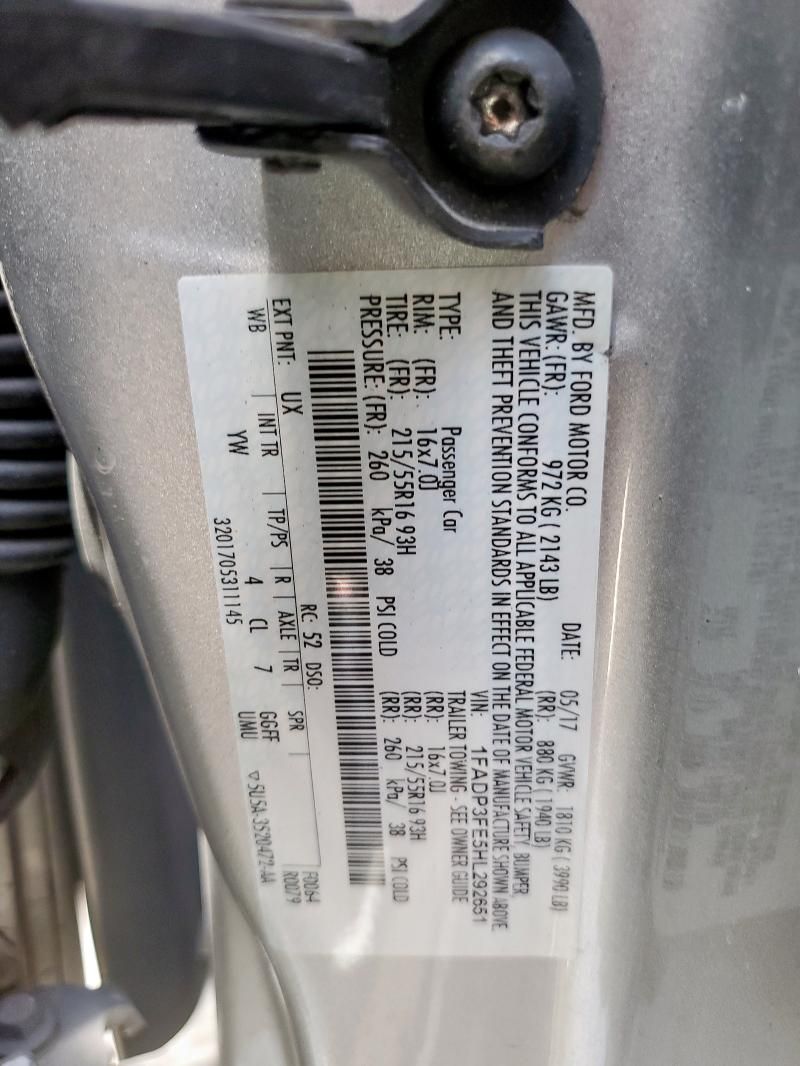 MFD. BY FORD MOTOR CO.
DATE: 05/17 GVWR: 1810 KG ( 3990 LB)
GAWR: (FR): 972 KG ( 2143 LB) (RR): 880 KG ( 1940 LB)
THIS VEHICLE CONFORMS TO ALL APPLICABLE FEDERAL MOTOR VEHICLE SAFETY, BUMPER,
AND THEFT PREVENTION STANDARDS IN EFFECT ON THE DATE OF MANUFACTURE SHOWN ABOVE.
VIN: 1FADP3FE5HL292651
TYPE: Passenger Car TRAILER TOWING - SEE OWNER GUIDE
RIM: (FR): 16x7.0J (RR): 16x7.0J
TIRE: (FR): 215/55R16 93H (RR): 215/55R16 93H
PRESSURE: (FR): 260 kPa/ 38 PSI COLD (RR): 260 kPa/ 38 PSI COLD
F0064
EXT PNT: UX RC: 52 DSO: R0079
WB | INT TR | TP/PS | R | AXLE | TR | SPR |
YW 4 CL 7 GGFF
UMU ▽SU5A-3520472-AA
3201705311145